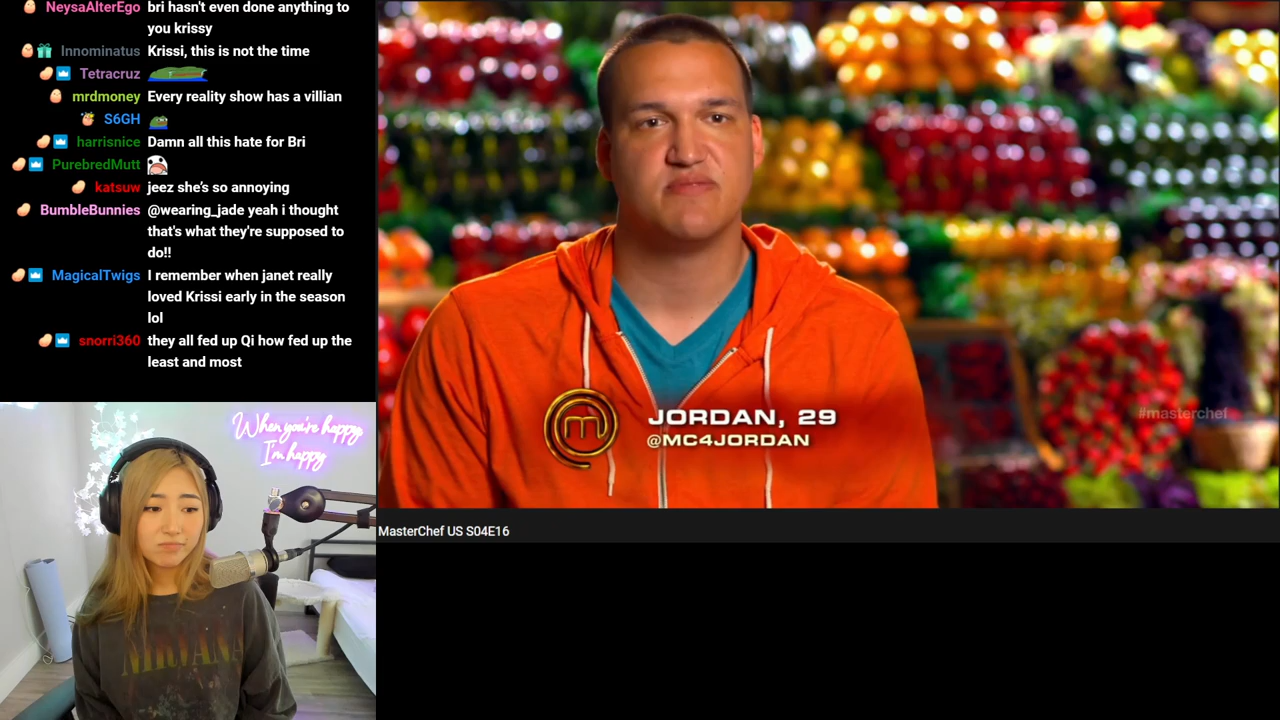 NeysaAlterEgo bri hasn't even done anything to
you krissy
Innominatus Krissi, this is not the time
Tetracruz
mrdmoney Every reality show has a villian
S6GH
harrisnice Damn all this hate for Bri
PurebredMutt
katsuw jeez she's so annoying
BumbleBunnies @wearing_jade yeah i thought
that's what they're supposed to
do!!
MagicalTwigs I remember when janet really
loved Krissi early in the season
lol
snorri360 they all fed up Qi how fed up the
least and most
When you're happy
I'm happy
NIRVANA
JORDAN, 29
@MC4JORDAN
#masterchef
MasterChef US S04E16